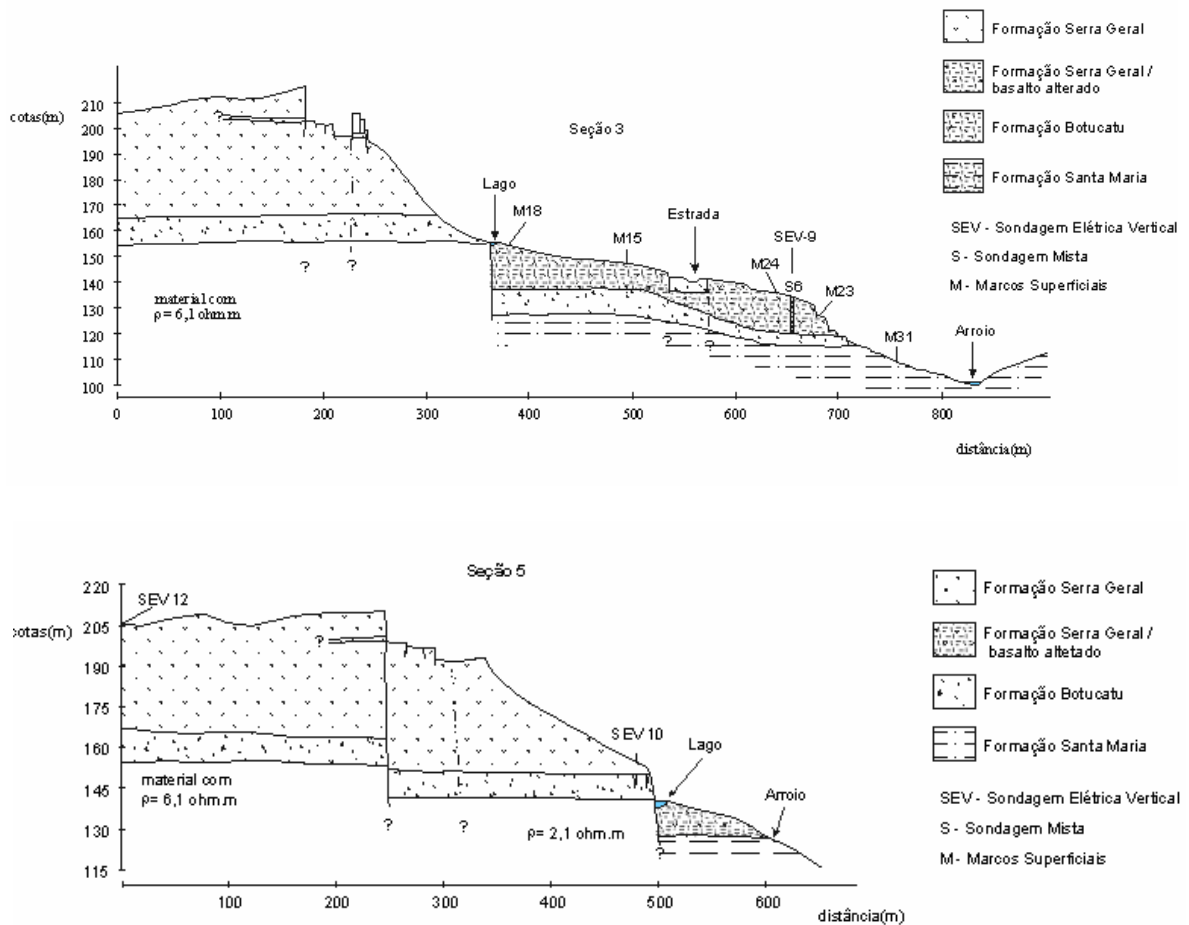 Formação Serra Geral
Formação Serra Geral /
basalto alterado
Formação Botucatu
Formação Santa Maria
SEV - Sondagem Elétrica Vertical
S - Sondagem Mista
M - Marcos Superficiais
cotas(m)
210
200
190
180
170
160
150
140
130
120
110
100
Seção 3
Lago
M18
M15
Estrada
SEV-9
M24
S6
M23
M31
Arroio
? ?
? ?
material com
ρ= 6,1 ohm.m
0 100 200 300 400 500 600 700 800
distância(m)
Seção 5
220
205
190
175
160
145
130
115
cotas(m)
SEV 12
?
SEV 10
Lago
Arroio
material com
ρ= 6,1 ohm.m
? ?
ρ= 2,1 ohm.m
?
100 200 300 400 500 600
distância(m)
Formação Serra Geral
Formação Serra Geral /
basalto altetado
Formação Botucatu
Formação Santa Maria
SEV - Sondagem Elétrica Vertical
S - Sondagem Mista
M - Marcos Superficiais